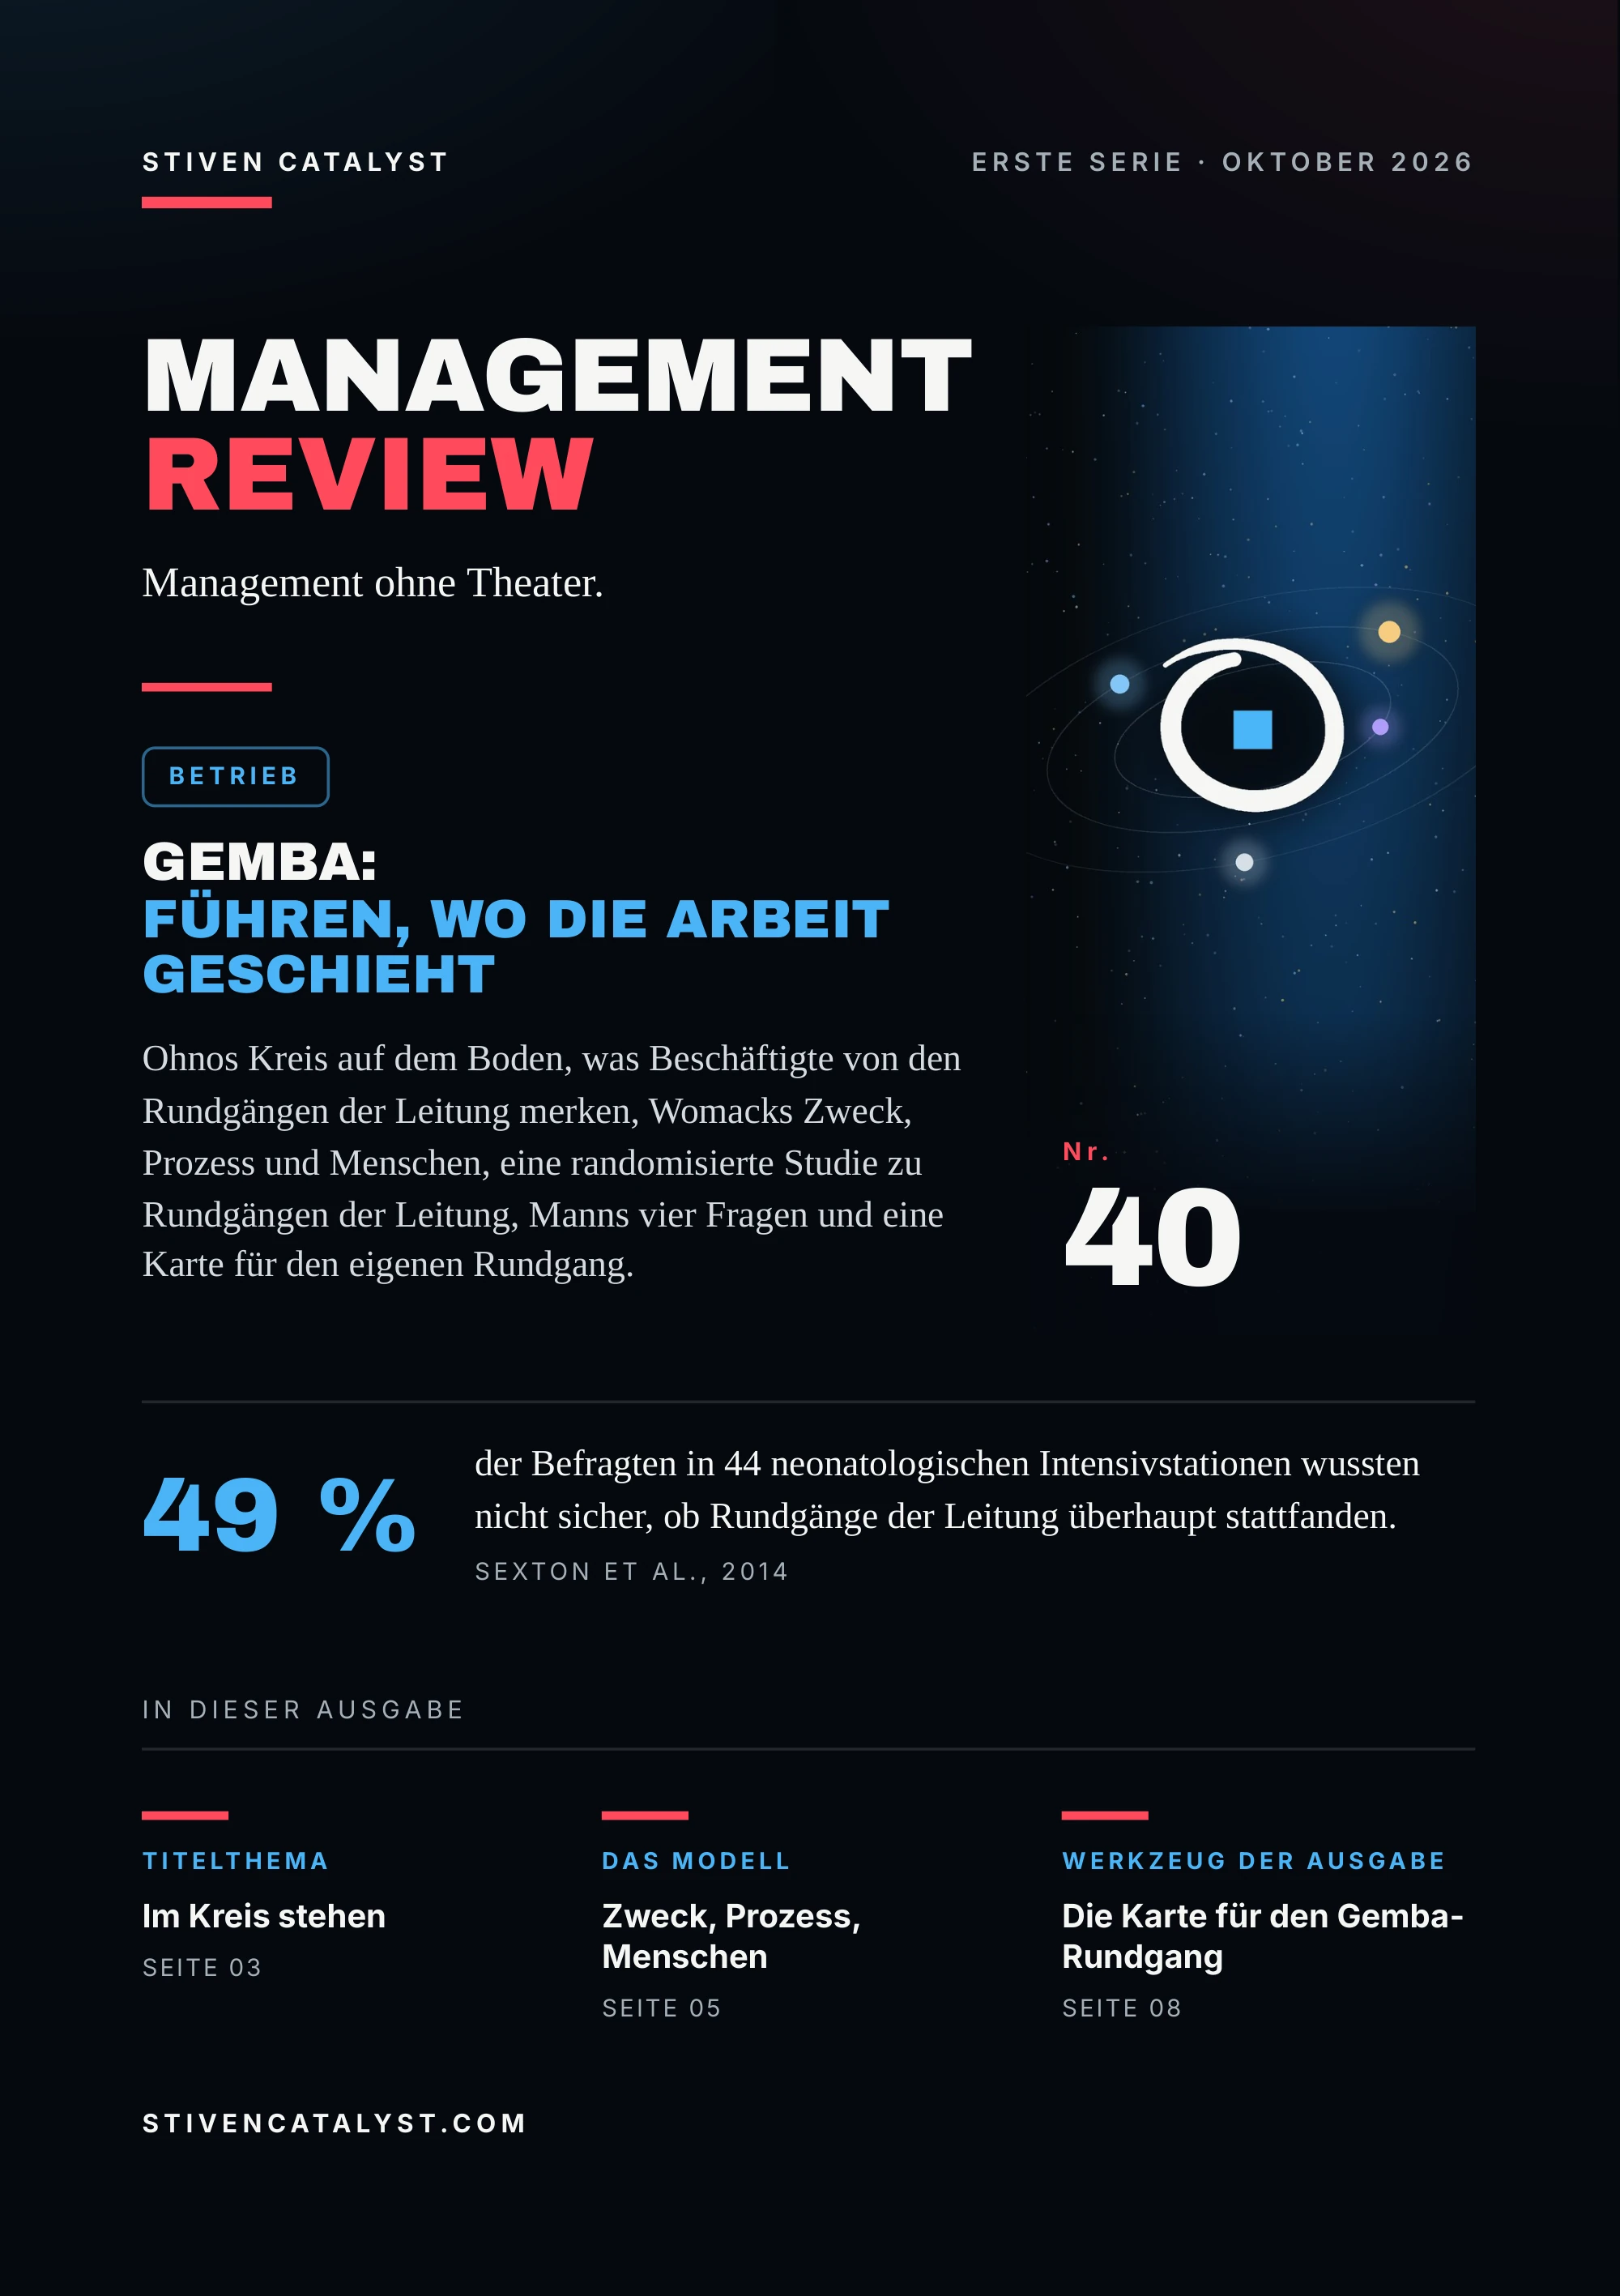 STIVEN CATALYST
ERSTE SERIE · OKTOBER 2026
MANAGEMENT
REVIEW
Management ohne Theater.
BETRIEB
GEMBA:
FÜHREN, WO DIE ARBEIT
GESCHIEHT
Ohnos Kreis auf dem Boden, was Beschäftigte von den
Rundgängen der Leitung merken, Womacks Zweck,
Prozess und Menschen, eine randomisierte Studie zu
Rundgängen der Leitung, Manns vier Fragen und eine
Karte für den eigenen Rundgang.
Nr.
40
49 %
der Befragten in 44 neonatologischen Intensivstationen wussten
nicht sicher, ob Rundgänge der Leitung überhaupt stattfanden.
SEXTON ET AL., 2014
IN DIESER AUSGABE
TITELTHEMA
Im Kreis stehen
SEITE 03
DAS MODELL
Zweck, Prozess,
Menschen
SEITE 05
WERKZEUG DER AUSGABE
Die Karte für den Gemba-
Rundgang
SEITE 08
STIVENCATALYST.COM